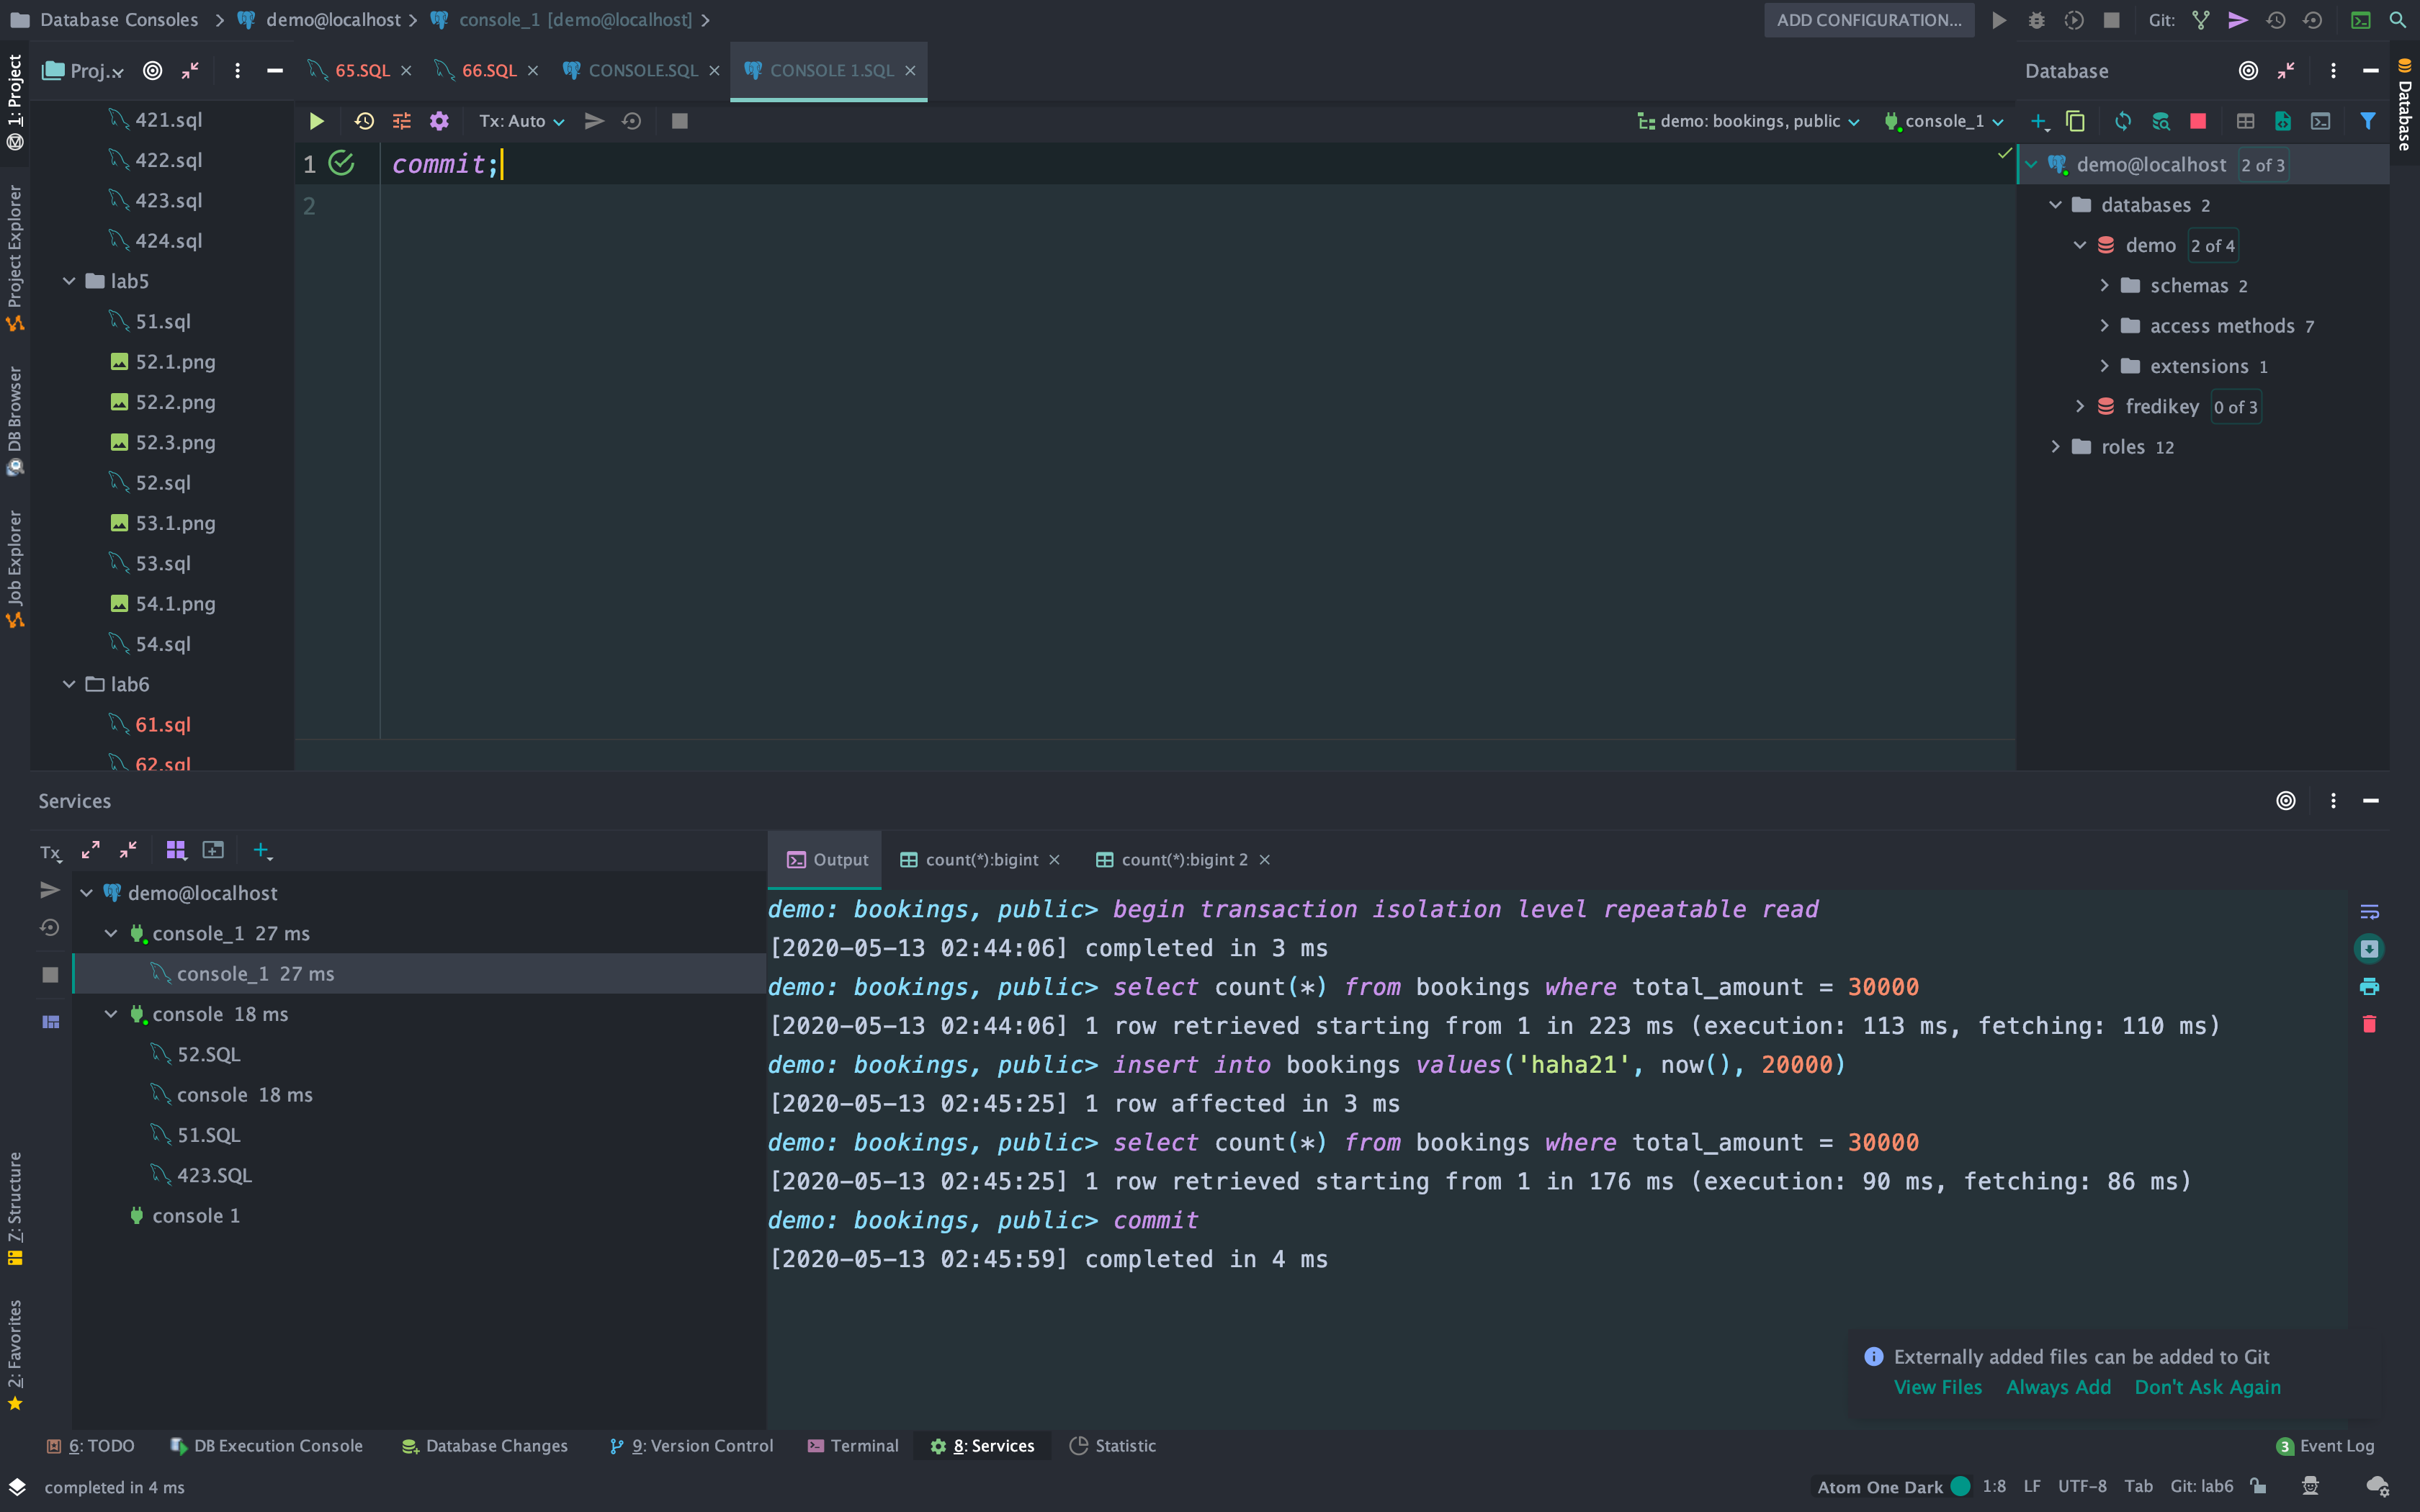 Database Consoles demo@localhost console_1 [demo@localhost]
ADD CONFIGURATION... Git:
1: Project
Project Explorer
DB Browser
Job Explorer
7: Structure
2: Favorites
Proj...
65.SQL 66.SQL CONSOLE.SQL CONSOLE 1.SQL
Database
Database
421.sql
422.sql
423.sql
424.sql
lab5
51.sql
52.1.png
52.2.png
52.3.png
52.sql
53.1.png
53.sql
54.1.png
54.sql
lab6
61.sql
62.sql
Tx: Auto
demo: bookings, public console_1
1 commit;
2
demo@localhost 2 of 3
databases 2
demo 2 of 4
schemas 2
access methods 7
extensions 1
fredikey 0 of 3
roles 12
Services
Tx
demo@localhost
console_1 27 ms
console_1 27 ms
console 18 ms
52.SQL
console 18 ms
51.SQL
423.SQL
console 1
Output count(*):bigint count(*):bigint 2
demo: bookings, public> begin transaction isolation level repeatable read
[2020-05-13 02:44:06] completed in 3 ms
demo: bookings, public> select count(*) from bookings where total_amount = 30000
[2020-05-13 02:44:06] 1 row retrieved starting from 1 in 223 ms (execution: 113 ms, fetching: 110 ms)
demo: bookings, public> insert into bookings values('haha21', now(), 20000)
[2020-05-13 02:45:25] 1 row affected in 3 ms
demo: bookings, public> select count(*) from bookings where total_amount = 30000
[2020-05-13 02:45:25] 1 row retrieved starting from 1 in 176 ms (execution: 90 ms, fetching: 86 ms)
demo: bookings, public> commit
[2020-05-13 02:45:59] completed in 4 ms
Externally added files can be added to Git
View Files Always Add Don't Ask Again
6: TODO DB Execution Console Database Changes 9: Version Control Terminal 8: Services Statistic
3 Event Log
completed in 4 ms
Atom One Dark 1:8 LF UTF-8 Tab Git: lab6